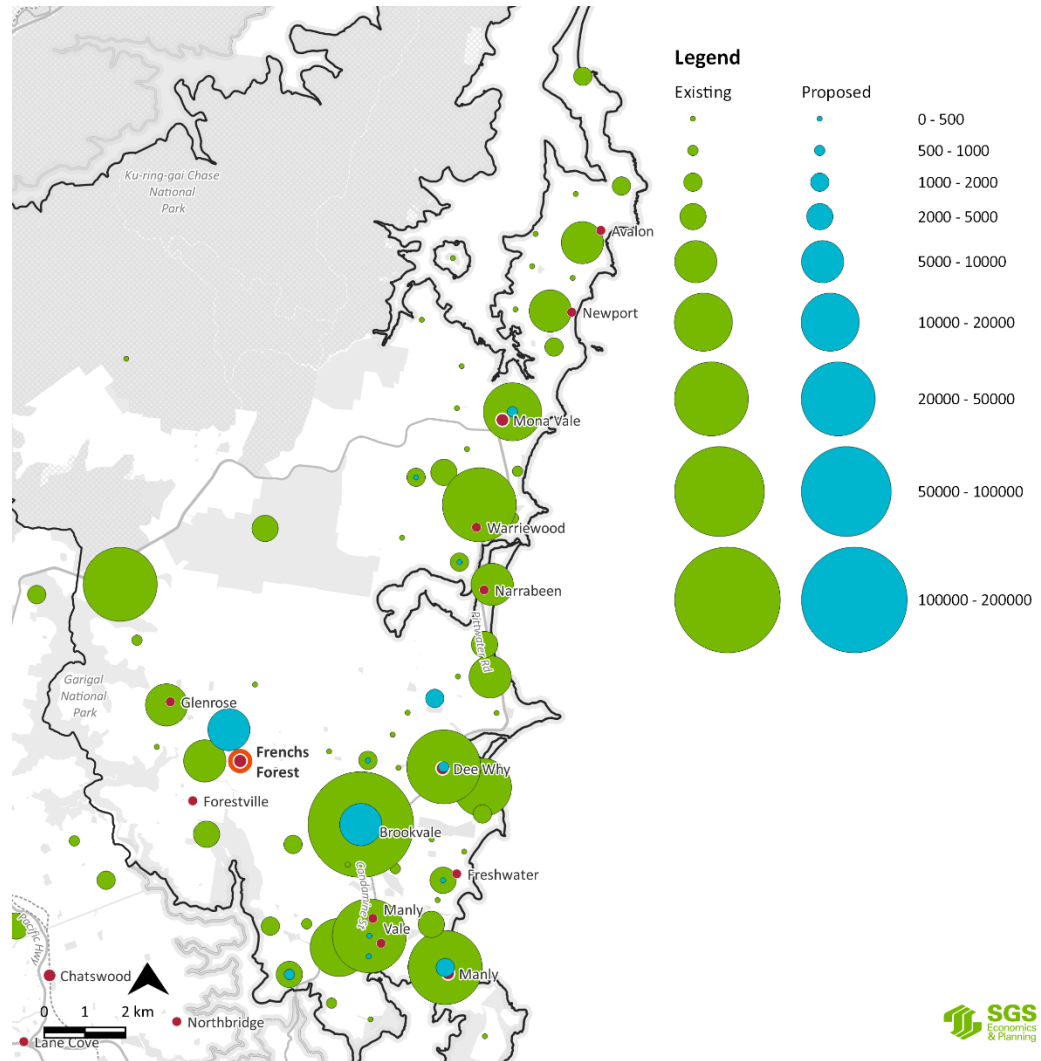 Legend
Existing
Proposed
0 - 500
500 - 1000
1000 - 2000
2000 - 5000
5000 - 10000
10000 - 20000
20000 - 50000
50000 - 100000
100000 - 200000
Ku-ring-gai Chase
National
Park
Avalon
Newport
Mona Vale
Warriewood
Narrabeen
Pittwater Rd
Garigal
National
Park
Glenrose
Frenchs
Forest
Dee Why
Forestville
Brookvale
Freshwater
Condamine St
Manly
Vale
Pacific Hwy
Chatswood
Manly
0 1 2 km
Northbridge
Lane Cove
SGS
Economics
& Planning